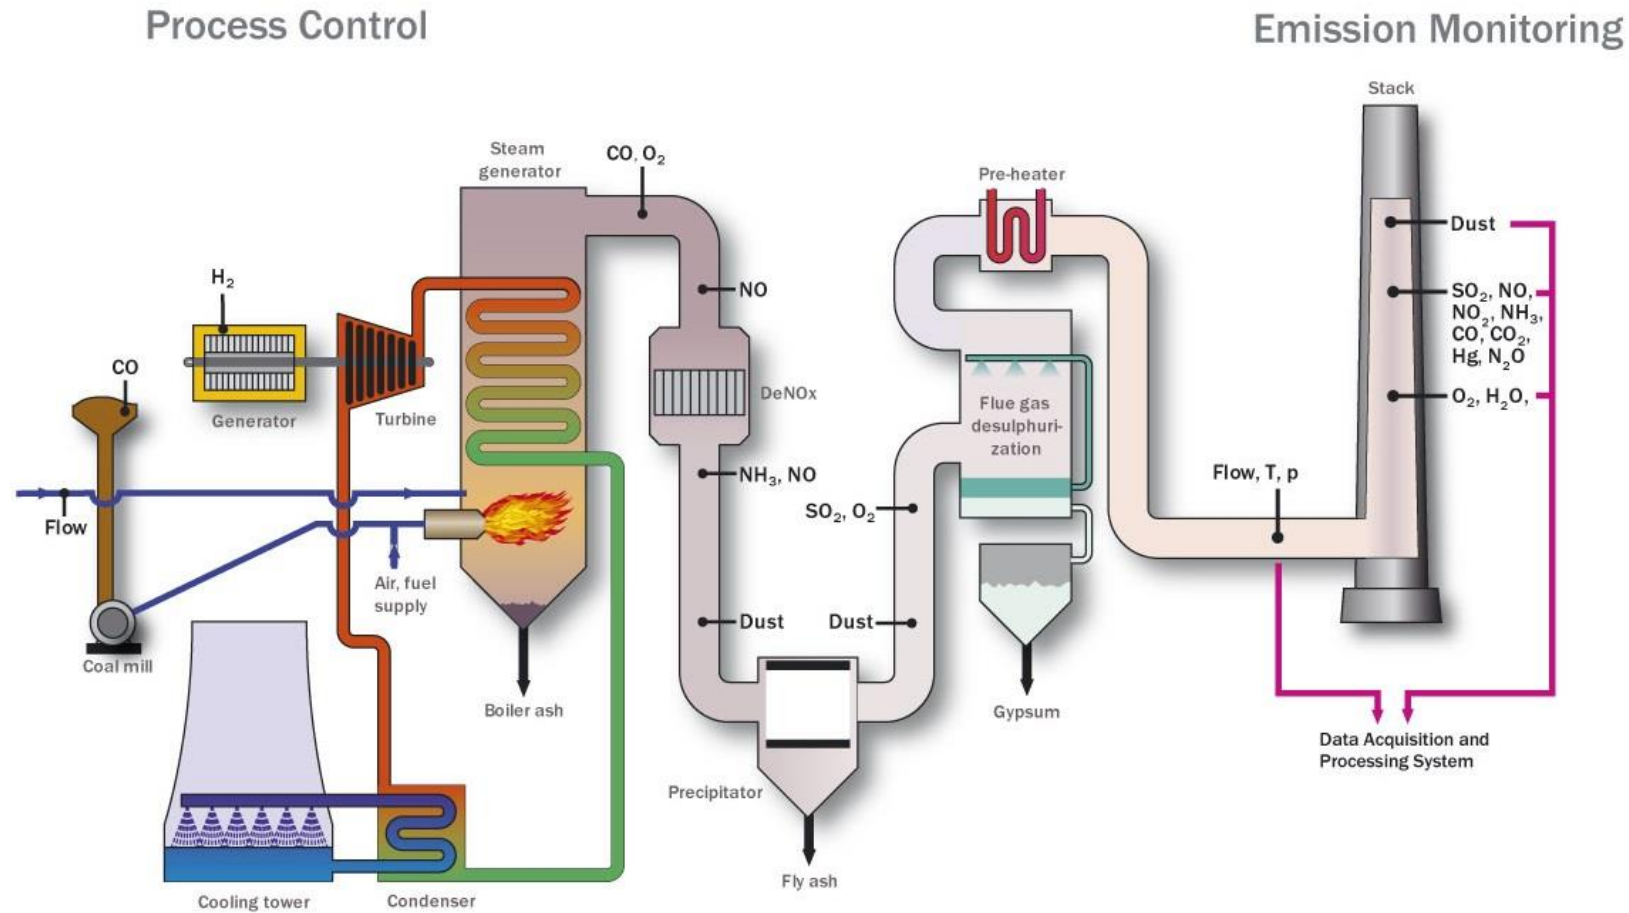 Process Control
Emission Monitoring
Stack
Steam
generator
CO, O₂
Pre-heater
Dust
H₂
NO
SO₂, NO,
NO₂, NH₃,
CO, CO₂,
Hg, N₂O
CO
Generator
Turbine
DeNOx
O₂, H₂O,
Flue gas
desulphuri-
zation
NH₃, NO
Flow, T, p
SO₂, O₂
Flow
Air, fuel
supply
Dust
Dust
Coal mill
Boiler ash
Gypsum
Data Acquisition and
Processing System
Precipitator
Fly ash
Cooling tower
Condenser